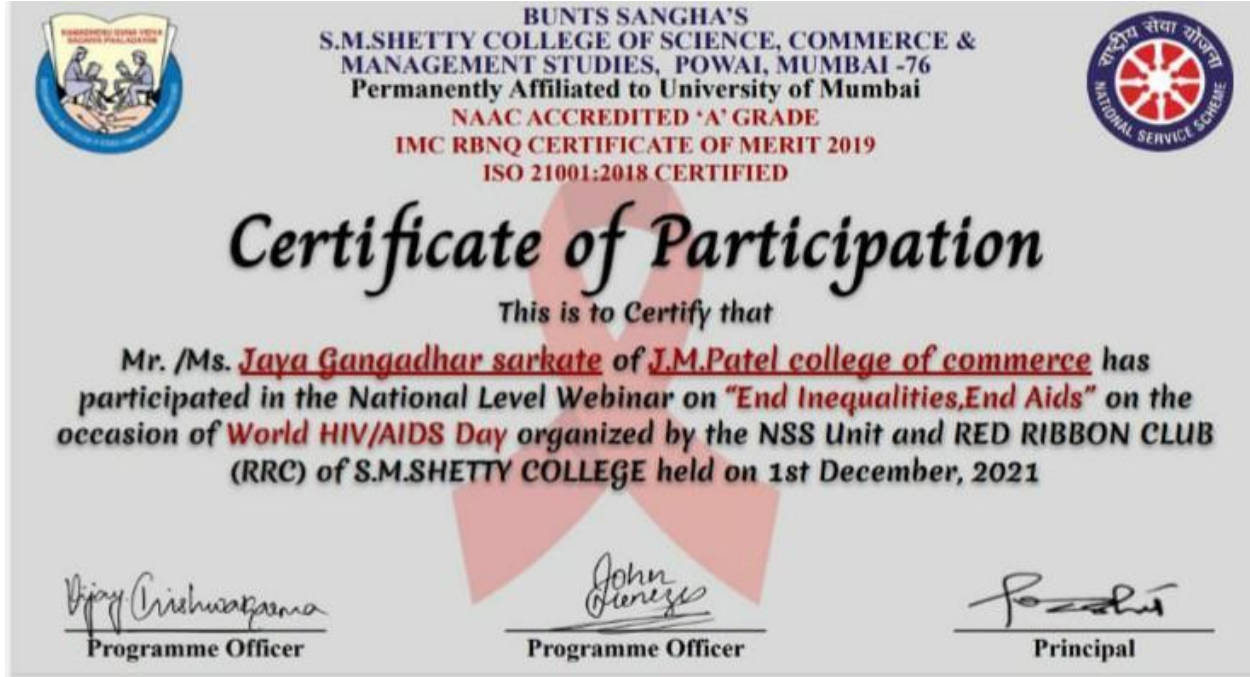 BUNTS SANGHA'S
S.M.SHETTY COLLEGE OF SCIENCE, COMMERCE &
MANAGEMENT STUDIES, POWAI, MUMBAI -76
Permanently Affiliated to University of Mumbai
NAAC ACCREDITED ‘A’ GRADE
IMC RBNQ CERTIFICATE OF MERIT 2019
ISO 21001:2018 CERTIFIED
राष्ट्रीय सेवा योजना
NATIONAL SERVICE SCHEME
Certificate of Participation
This is to Certify that
Mr. /Ms. Jaya Gangadhar sarkate of J.M.Patel college of commerce has
participated in the National Level Webinar on “End Inequalities,End Aids” on the
occasion of World HIV/AIDS Day organized by the NSS Unit and RED RIBBON CLUB
(RRC) of S.M.SHETTY COLLEGE held on 1st December, 2021
Vijay John
Programme Officer Programme Officer Principal